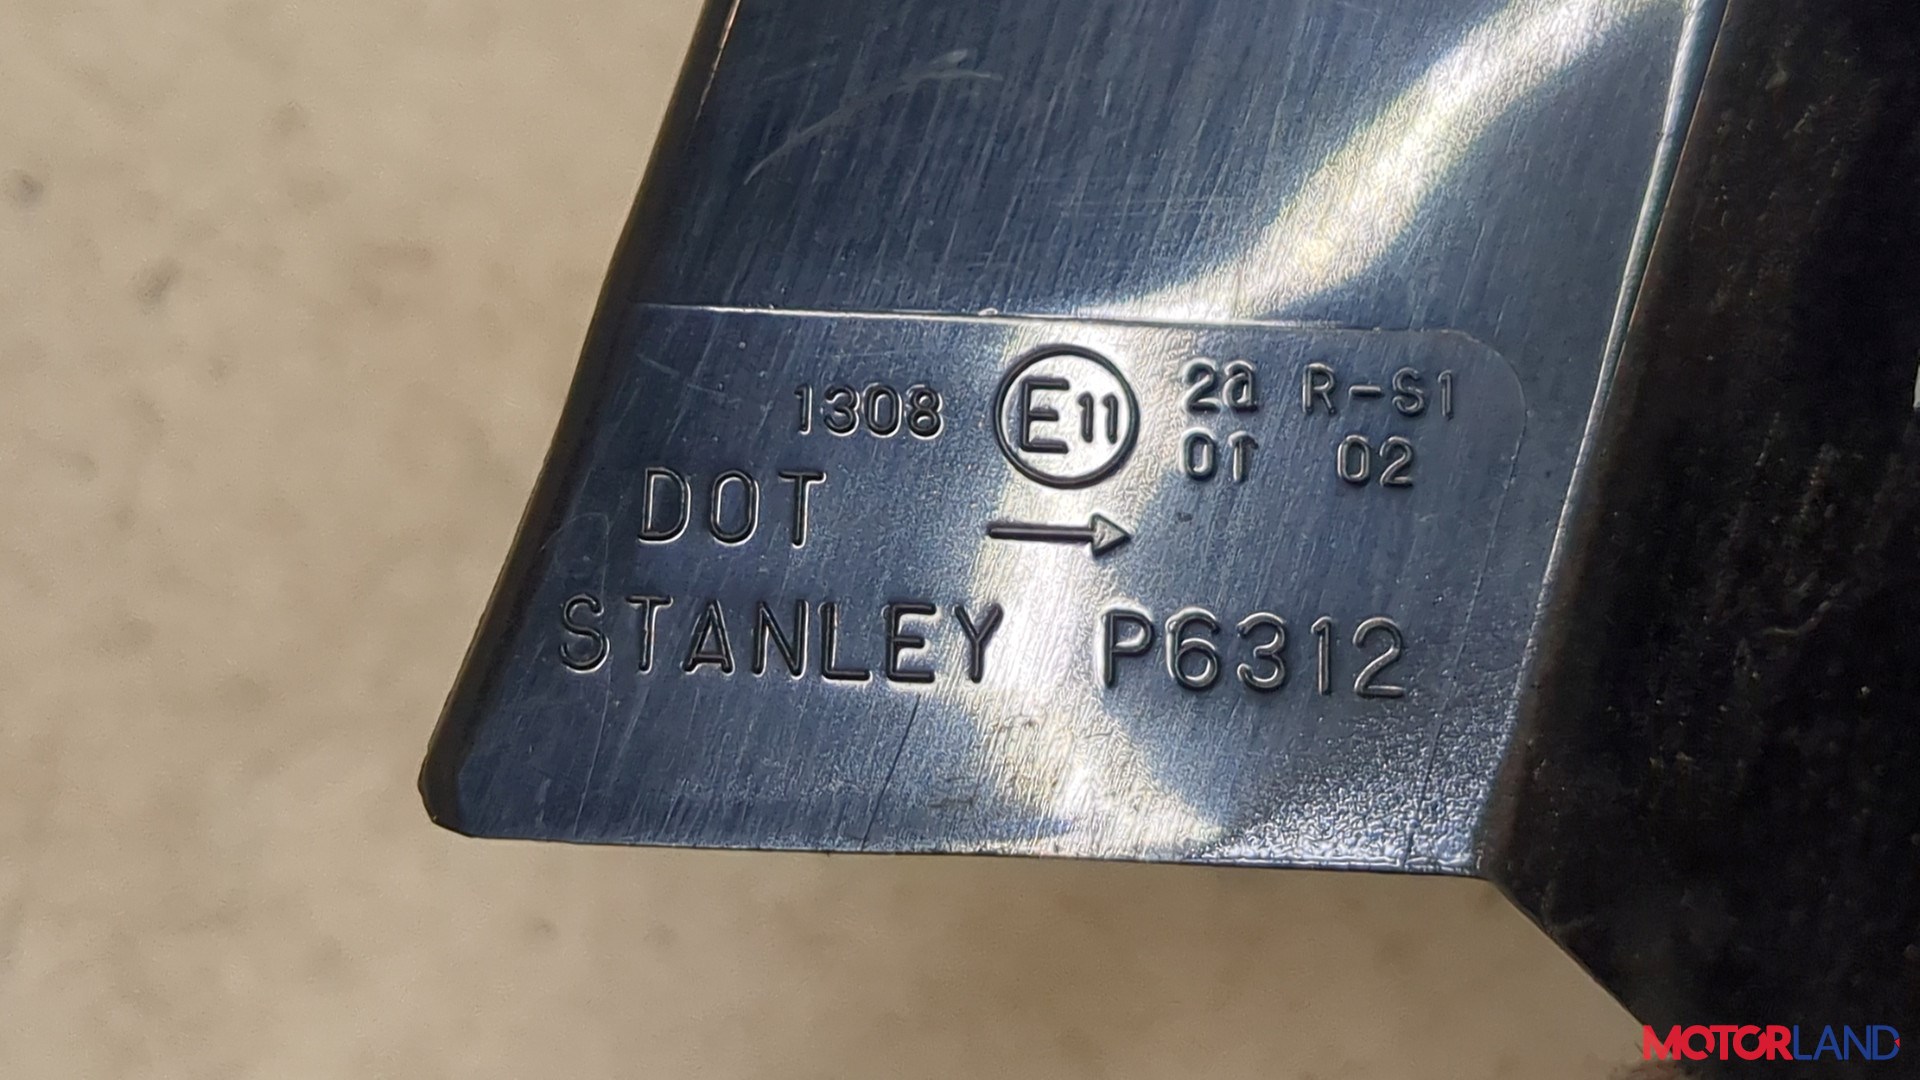 1308 E11 2a R-S1
01 02
DOT →
STANLEY P6312
MOTORLAND